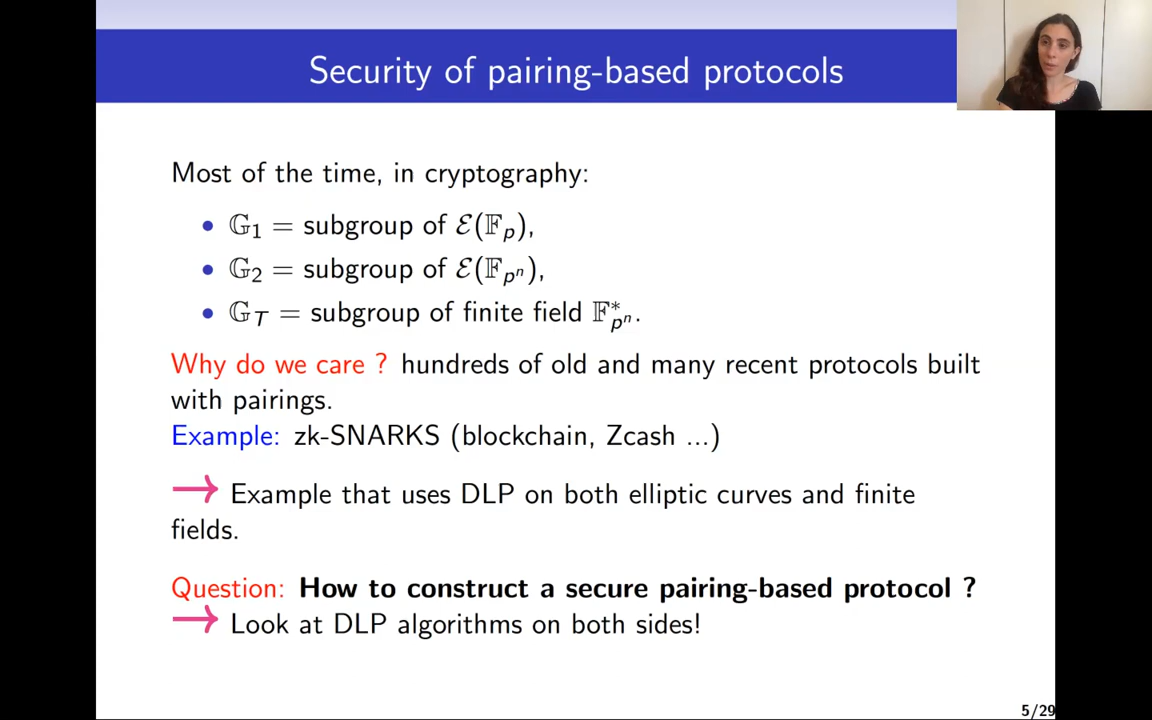 Security of pairing-based protocols
Most of the time, in cryptography:
• 𝔾₁ = subgroup of ℰ(𝔽ₚ),
• 𝔾₂ = subgroup of ℰ(𝔽ₚₙ),
• 𝔾_T = subgroup of finite field 𝔽*ₚₙ.
Why do we care ? hundreds of old and many recent protocols built
with pairings.
Example: zk-SNARKS (blockchain, Zcash ...)
→ Example that uses DLP on both elliptic curves and finite
fields.
Question: How to construct a secure pairing-based protocol ?
→ Look at DLP algorithms on both sides!
5/29